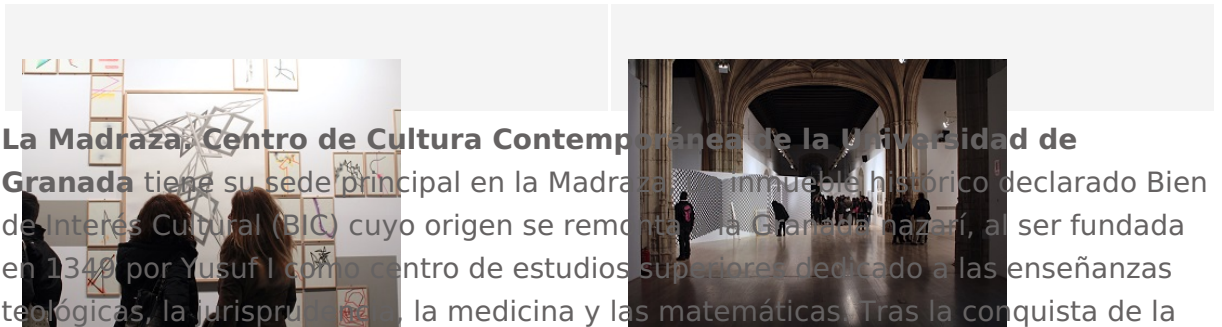 La Madraza. Centro de Cultura Contemporánea de la Universidad de
Granada tiene su sede principal en la Madraza, inmueble histórico declarado Bien
de Interés Cultural (BIC) cuyo origen se remonta a la Granada nazarí, al ser fundada
en 1349 por Yusuf I como centro de estudios superiores dedicado a las enseñanzas
teológicas, la jurisprudencia, la medicina y las matemáticas. Tras la conquista de la